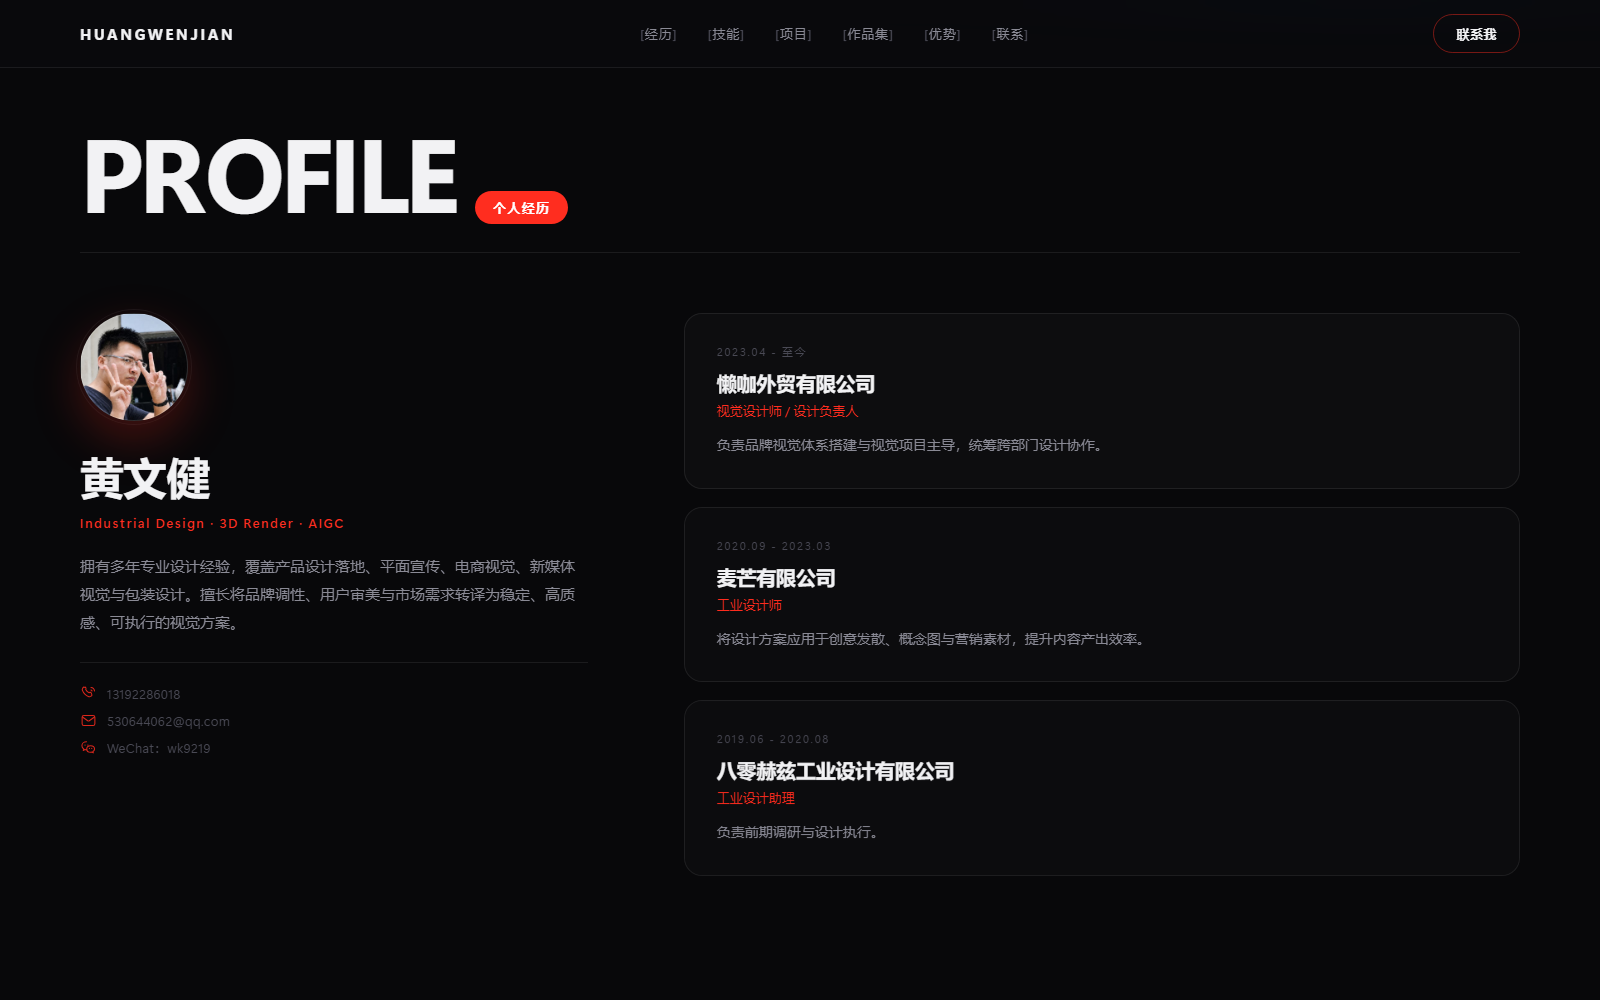 HUANGWENJIAN
[经历] [技能] [项目] [作品集] [优势] [联系]
联系我
PROFILE
个人经历
黄文健
Industrial Design · 3D Render · AIGC
拥有多年专业设计经验，覆盖产品设计落地、平面宣传、电商视觉、新媒体
视觉与包装设计。擅长将品牌调性、用户审美与市场需求转译为稳定、高质
感、可执行的视觉方案。
13192286018
530644062@qq.com
WeChat：wk9219
2023.04 - 至今
懒咖外贸有限公司
视觉设计师 / 设计负责人
负责品牌视觉体系搭建与视觉项目主导，统筹跨部门设计协作。
2020.09 - 2023.03
麦芒有限公司
工业设计师
将设计方案应用于创意发散、概念图与营销素材，提升内容产出效率。
2019.06 - 2020.08
八零赫兹工业设计有限公司
工业设计助理
负责前期调研与设计执行。